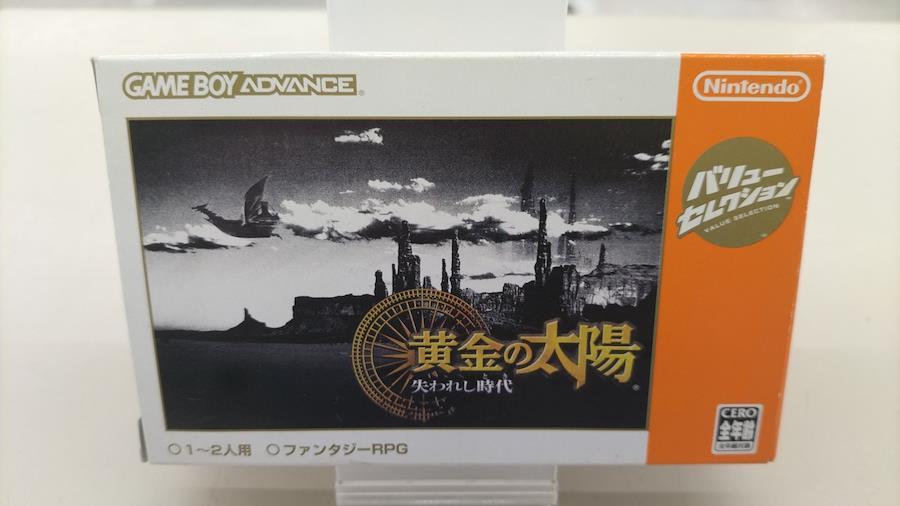 GAME BOY ADVANCE
Nintendo
バリュー
セレクション
VALUE SELECTION
黄金の太陽
失われし時代
とき
CERO
全年齢
○1～2人用 ○ファンタジーRPG